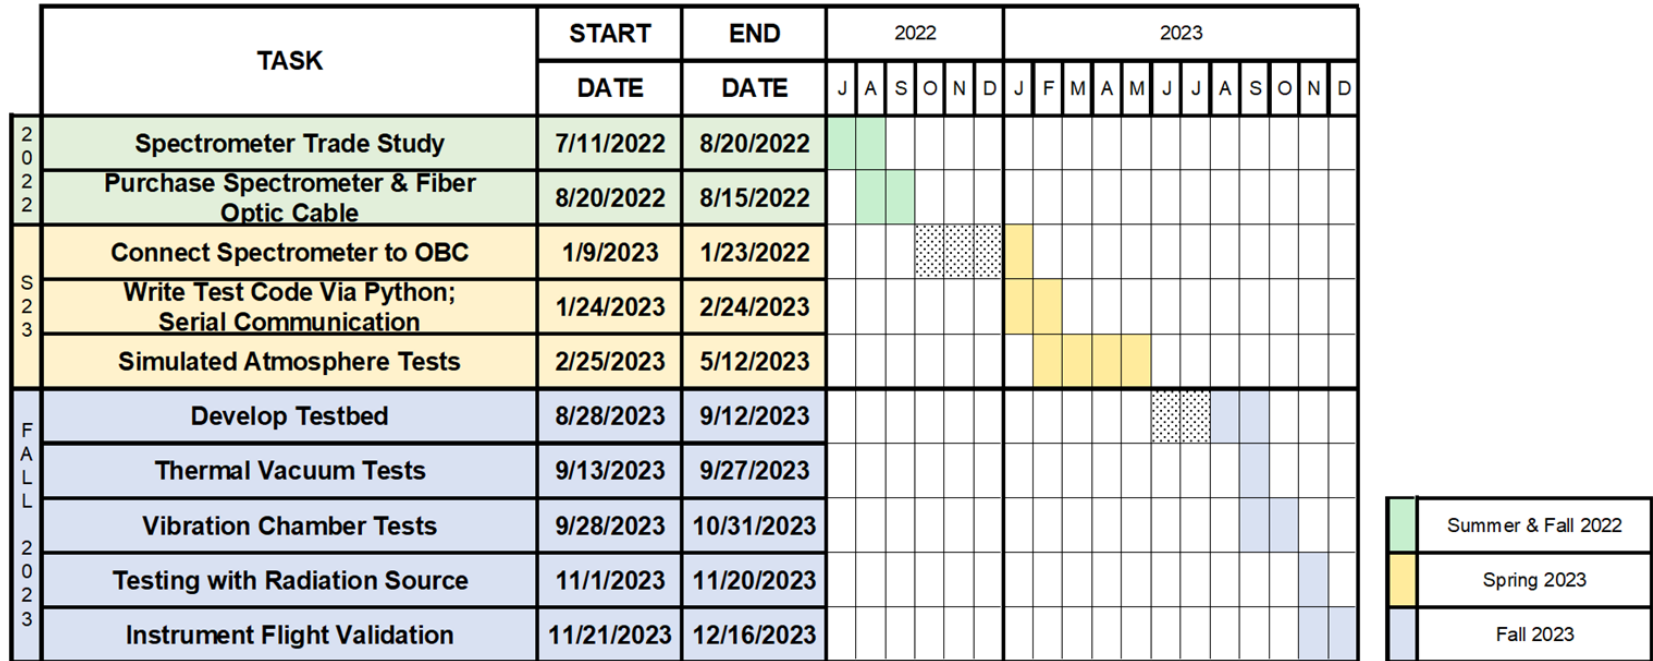 TASK START END 2022 2023
DATE DATE J A S O N D J F M A M J J A S O N D
2022
Spectrometer Trade Study 7/11/2022 8/20/2022
Purchase Spectrometer & Fiber
Optic Cable 8/20/2022 8/15/2022
S23
Connect Spectrometer to OBC 1/9/2023 1/23/2022
Write Test Code Via Python;
Serial Communication 1/24/2023 2/24/2023
Simulated Atmosphere Tests 2/25/2023 5/12/2023
FALL 2023
Develop Testbed 8/28/2023 9/12/2023
Thermal Vacuum Tests 9/13/2023 9/27/2023
Vibration Chamber Tests 9/28/2023 10/31/2023
Testing with Radiation Source 11/1/2023 11/20/2023
Instrument Flight Validation 11/21/2023 12/16/2023
Summer & Fall 2022
Spring 2023
Fall 2023